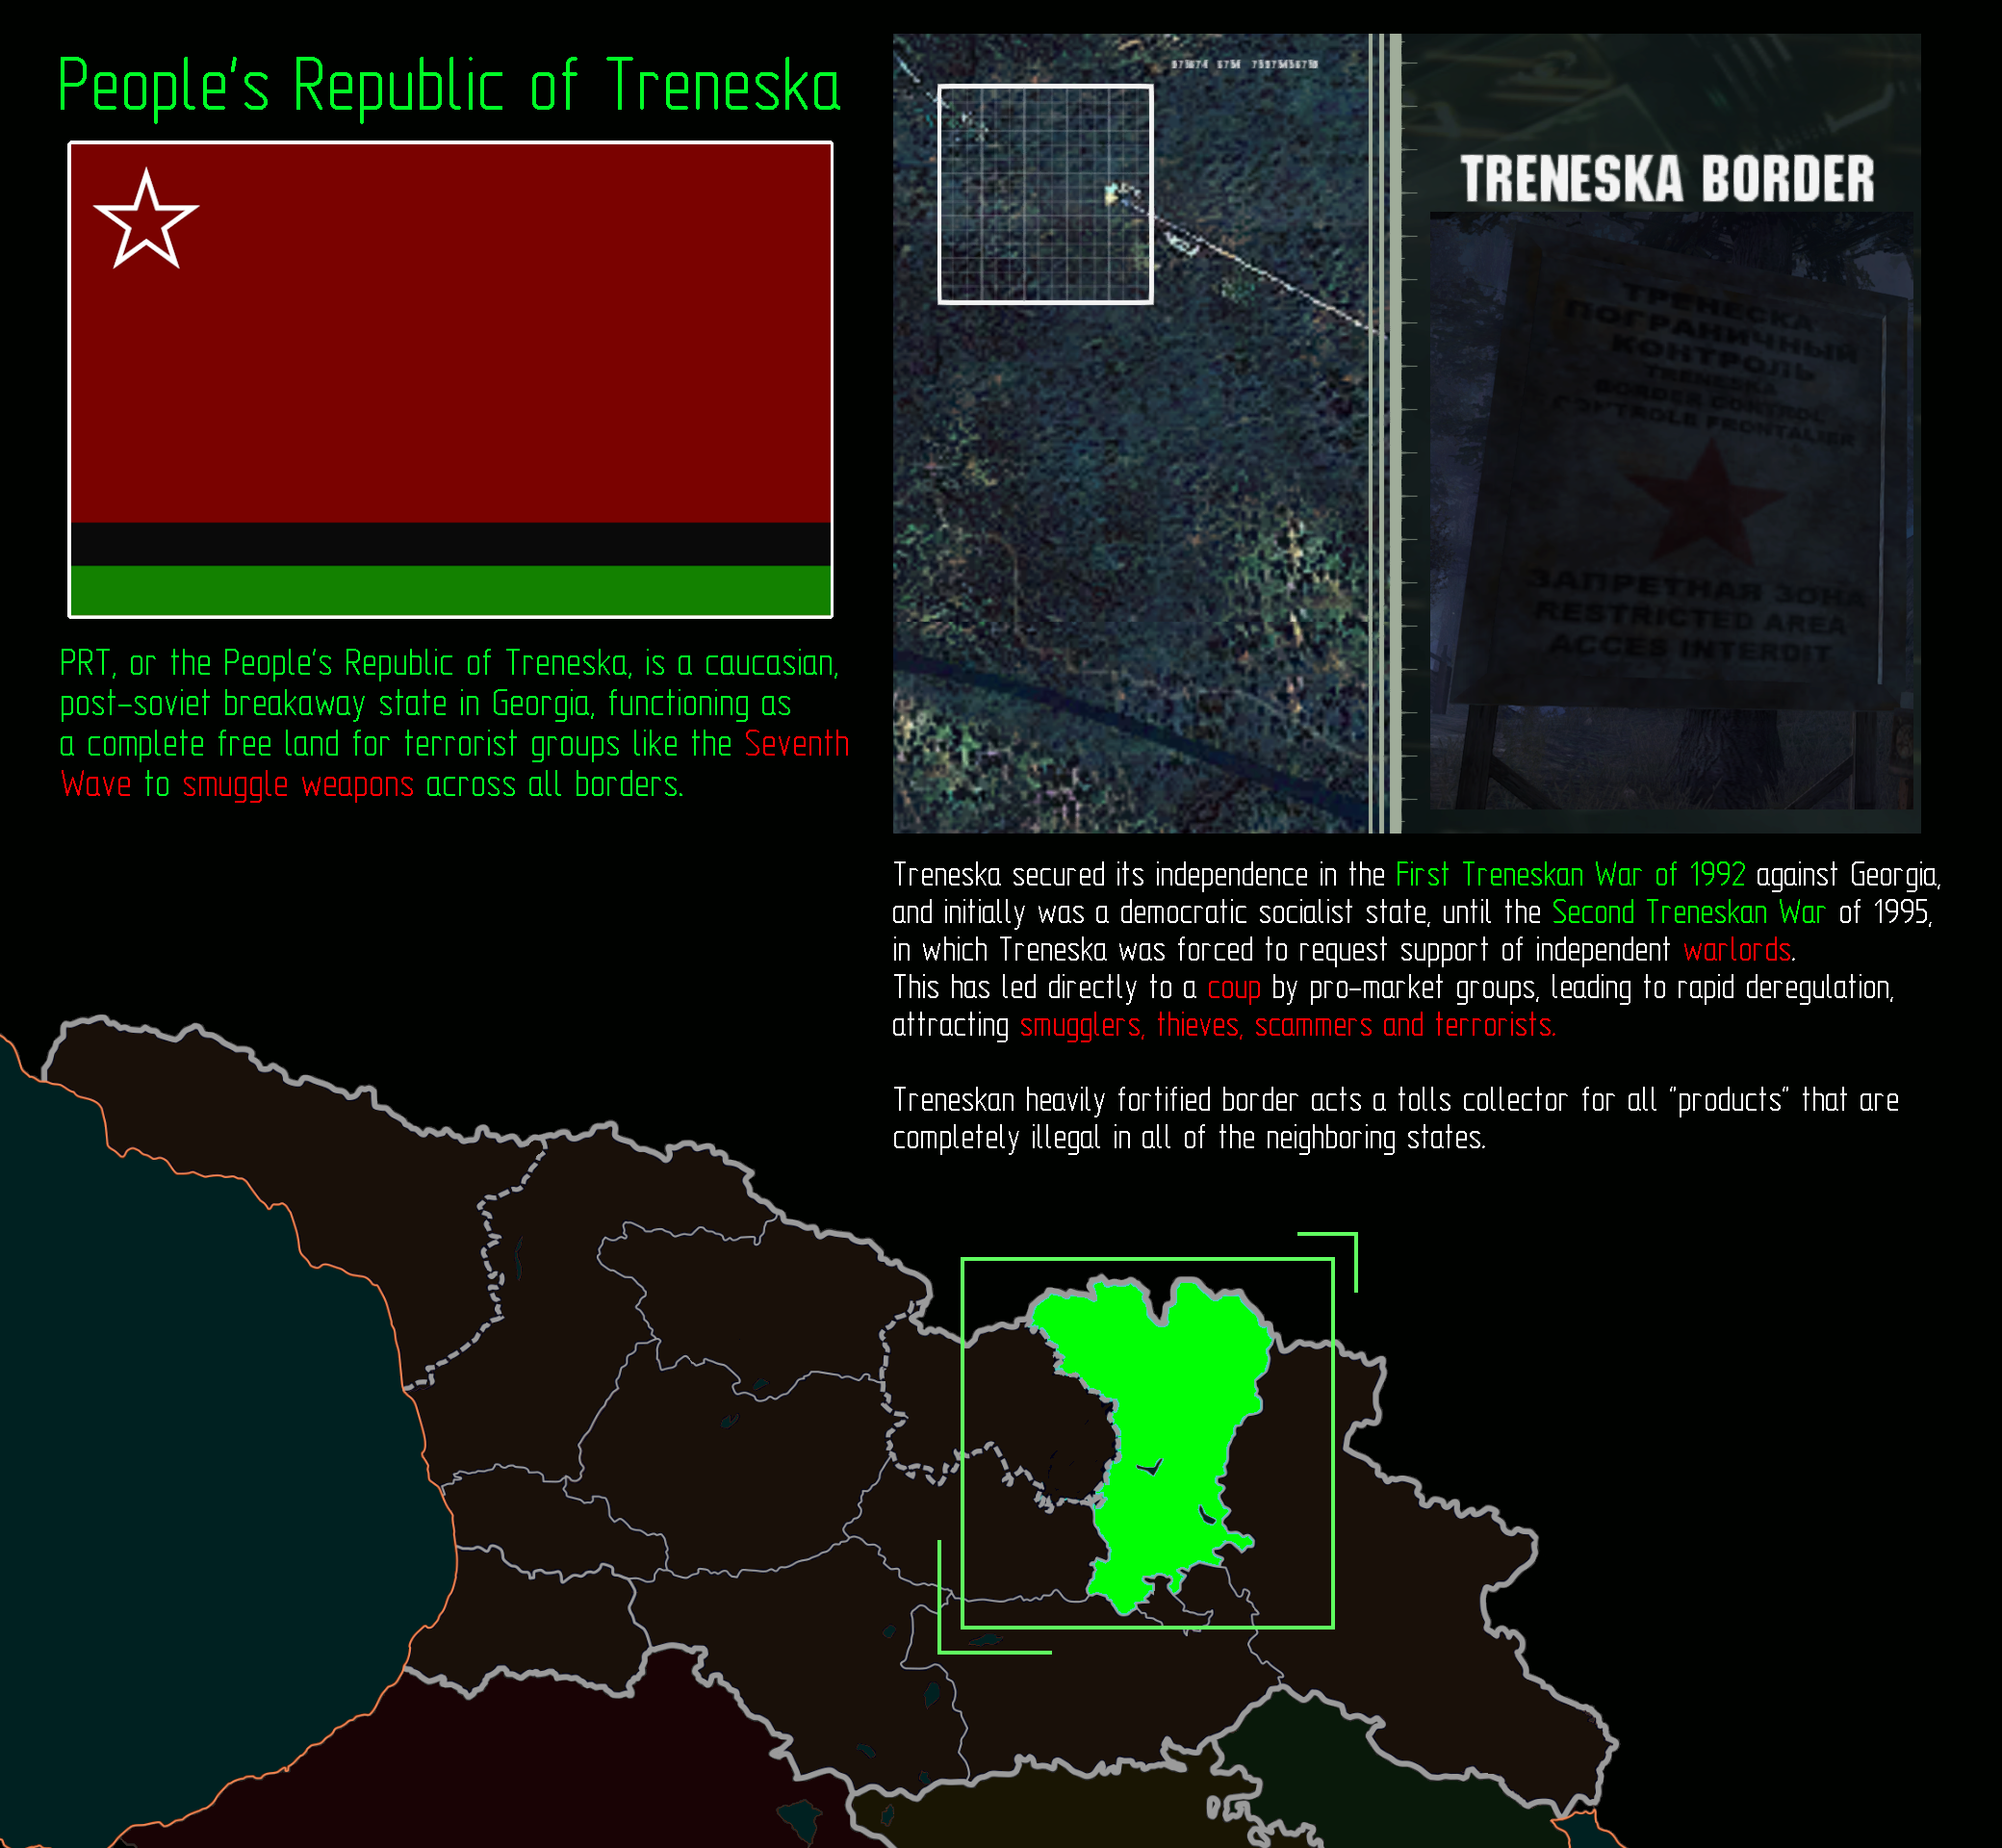 People's Republic of Treneska
PRT, or the People's Republic of Treneska, is a caucasian,
post-soviet breakaway state in Georgia, functioning as
a complete free land for terrorist groups like the Seventh
Wave to smuggle weapons across all borders.
TRENESKA BORDER
ТРЕНЕСКА
ПОГРАНИЧНЫЙ
КОНТРОЛЬ
TRENESKA
BORDER CONTROL
CONTROLE FRONTALIER
ЗАПРЕТНАЯ ЗОНА
RESTRICTED AREA
ACCES INTERDIT
Treneska secured its independence in the First Treneskan War of 1992 against Georgia,
and initially was a democratic socialist state, until the Second Treneskan War of 1995,
in which Treneska was forced to request support of independent warlords.
This has led directly to a coup by pro-market groups, leading to rapid deregulation,
attracting smugglers, thieves, scammers and terrorists.
Treneskan heavily fortified border acts a tolls collector for all "products" that are
completely illegal in all of the neighboring states.